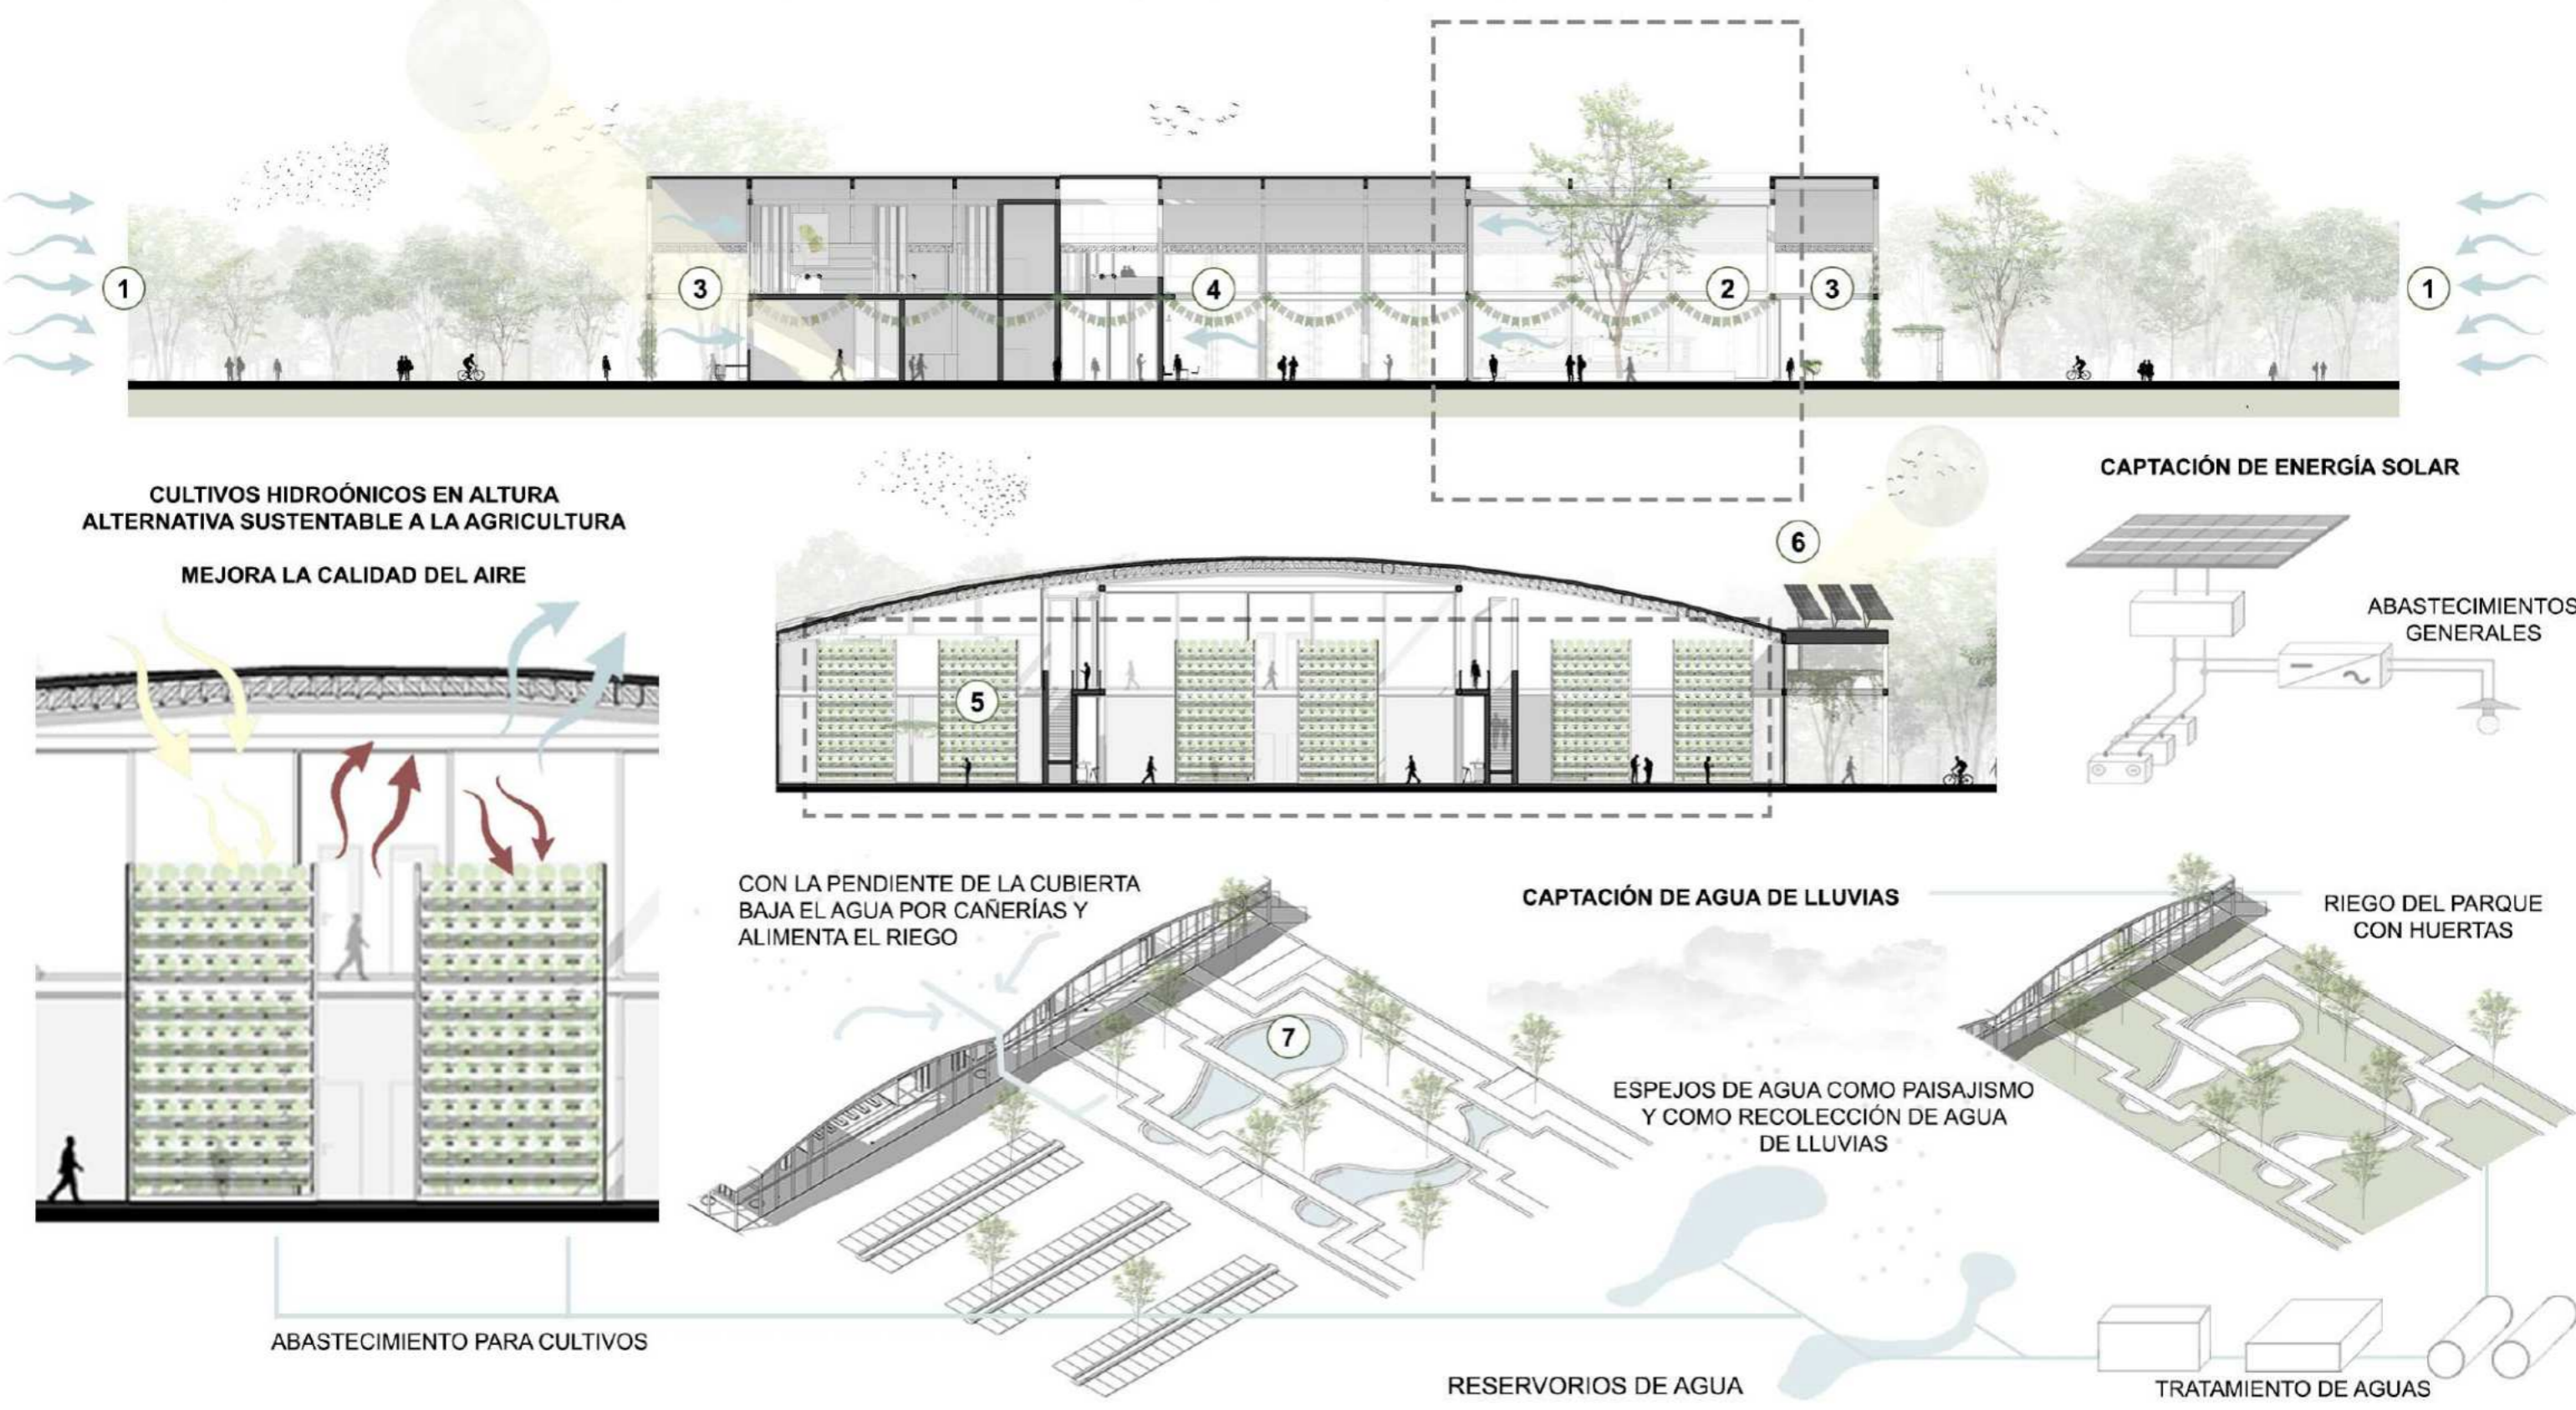 1
3
4
2
3
1
CULTIVOS HIDROÓNICOS EN ALTURA
ALTERNATIVA SUSTENTABLE A LA AGRICULTURA
MEJORA LA CALIDAD DEL AIRE
6
5
CAPTACIÓN DE ENERGÍA SOLAR
ABASTECIMIENTOS
GENERALES
CON LA PENDIENTE DE LA CUBIERTA
BAJA EL AGUA POR CAÑERÍAS Y
ALIMENTA EL RIEGO
7
CAPTACIÓN DE AGUA DE LLUVIAS
RIEGO DEL PARQUE
CON HUERTAS
ESPEJOS DE AGUA COMO PAISAJISMO
Y COMO RECOLECCIÓN DE AGUA
DE LLUVIAS
ABASTECIMIENTO PARA CULTIVOS
RESERVORIOS DE AGUA
TRATAMIENTO DE AGUAS